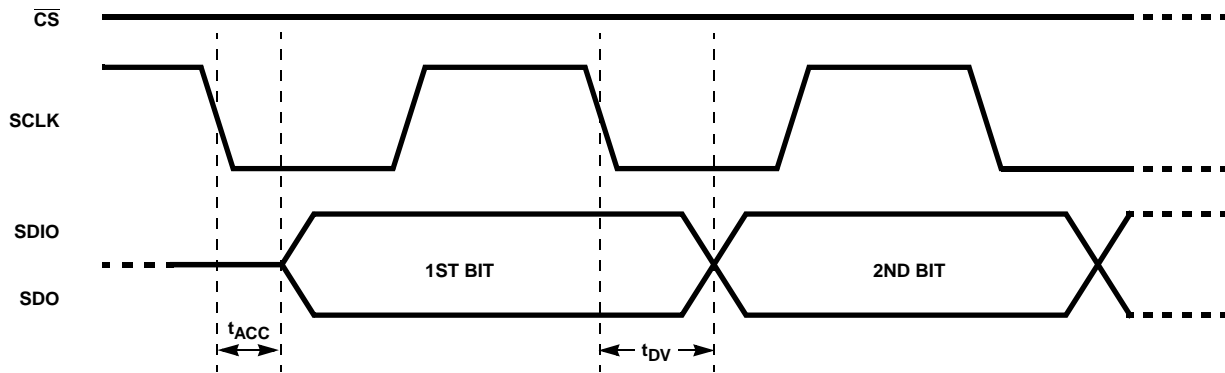 CS
SCLK
SDIO
1ST BIT
2ND BIT
SDO
tACC
tDV